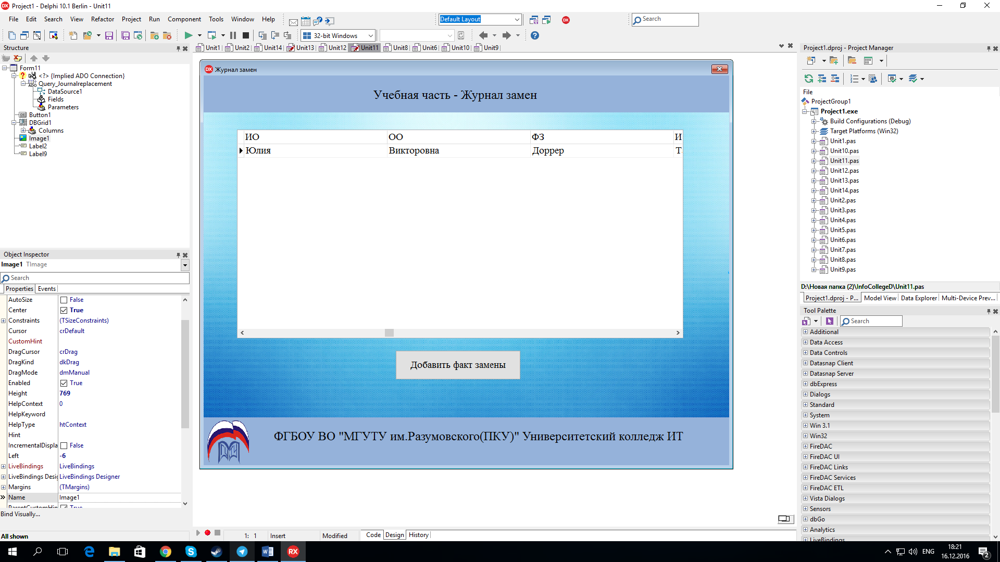 Project1 - Delphi 10.1 Berlin - Unit11
File Edit Search View Refactor Project Run Component Tools Window Help
Default Layout
Search
32-bit Windows
Structure
Form11
<?> {Implied ADO Connection}
Query_Journalreplacement
DataSource1
Fields
Parameters
Button1
DBGrid1
Columns
Image1
Label2
Label9
Object Inspector
Image1 TImage
Search
Properties Events
AutoSize False
Center True
Constraints (TSizeConstraints)
Cursor crDefault
CustomHint
DragCursor crDrag
DragKind dkDrag
DragMode dmManual
Enabled True
Height 769
HelpContext 0
HelpKeyword
HelpType htContext
Hint
IncrementalDispla False
Left -6
LiveBindings LiveBindings
LiveBindings Desig LiveBindings Designer
Margins (TMargins)
Name Image1
ParentCustomHin True
Bind Visually...
All shown
Unit1 Unit2 Unit14 Unit13 Unit12 Unit11 Unit8 Unit6 Unit10 Unit9
Журнал замен
Учебная часть - Журнал замен
ИО ОО ФЗ И
Юлия Викторовна Доррер Т
Добавить факт замены
ФГБОУ ВО "МГУТУ им.Разумовского(ПКУ)" Университетский колледж ИТ
1: 1 Insert Modified Code Design History
Project1.dproj - Project Manager
File
ProjectGroup1
Project1.exe
Build Configurations (Debug)
Target Platforms (Win32)
Unit1.pas
Unit10.pas
Unit11.pas
Unit12.pas
Unit13.pas
Unit14.pas
Unit2.pas
Unit3.pas
Unit4.pas
Unit5.pas
Unit6.pas
Unit7.pas
Unit8.pas
Unit9.pas
D:\Новая папка (2)\InfoCollegeD\Unit11.pas
Project1.dproj - P... Model View Data Explorer Multi-Device Prev...
Tool Palette
Search
Additional
Data Access
Data Controls
Datasnap Client
Datasnap Server
dbExpress
Dialogs
Standard
System
Win 3.1
Win32
FireDAC
FireDAC UI
FireDAC Links
FireDAC Services
FireDAC ETL
Vista Dialogs
Sensors
dbGo
Analytics
LiveBindings
ENG
18:21
16.12.2016
2